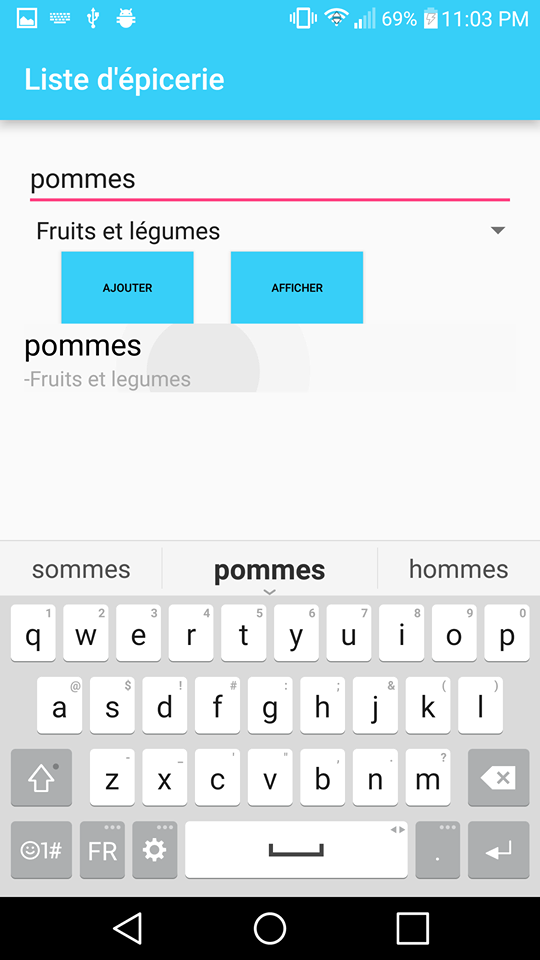 69% 11:03 PM
Liste d'épicerie
pommes
Fruits et légumes
AJOUTER AFFICHER
pommes
-Fruits et legumes
sommes pommes hommes
1 2 3 4 5 6 7 8 9 0
q w e r t y u i o p
@ $ ! # : ; & ( )
a s d f g h j k l
- _ ' " , . ?
z x c v b n m
1# FR .